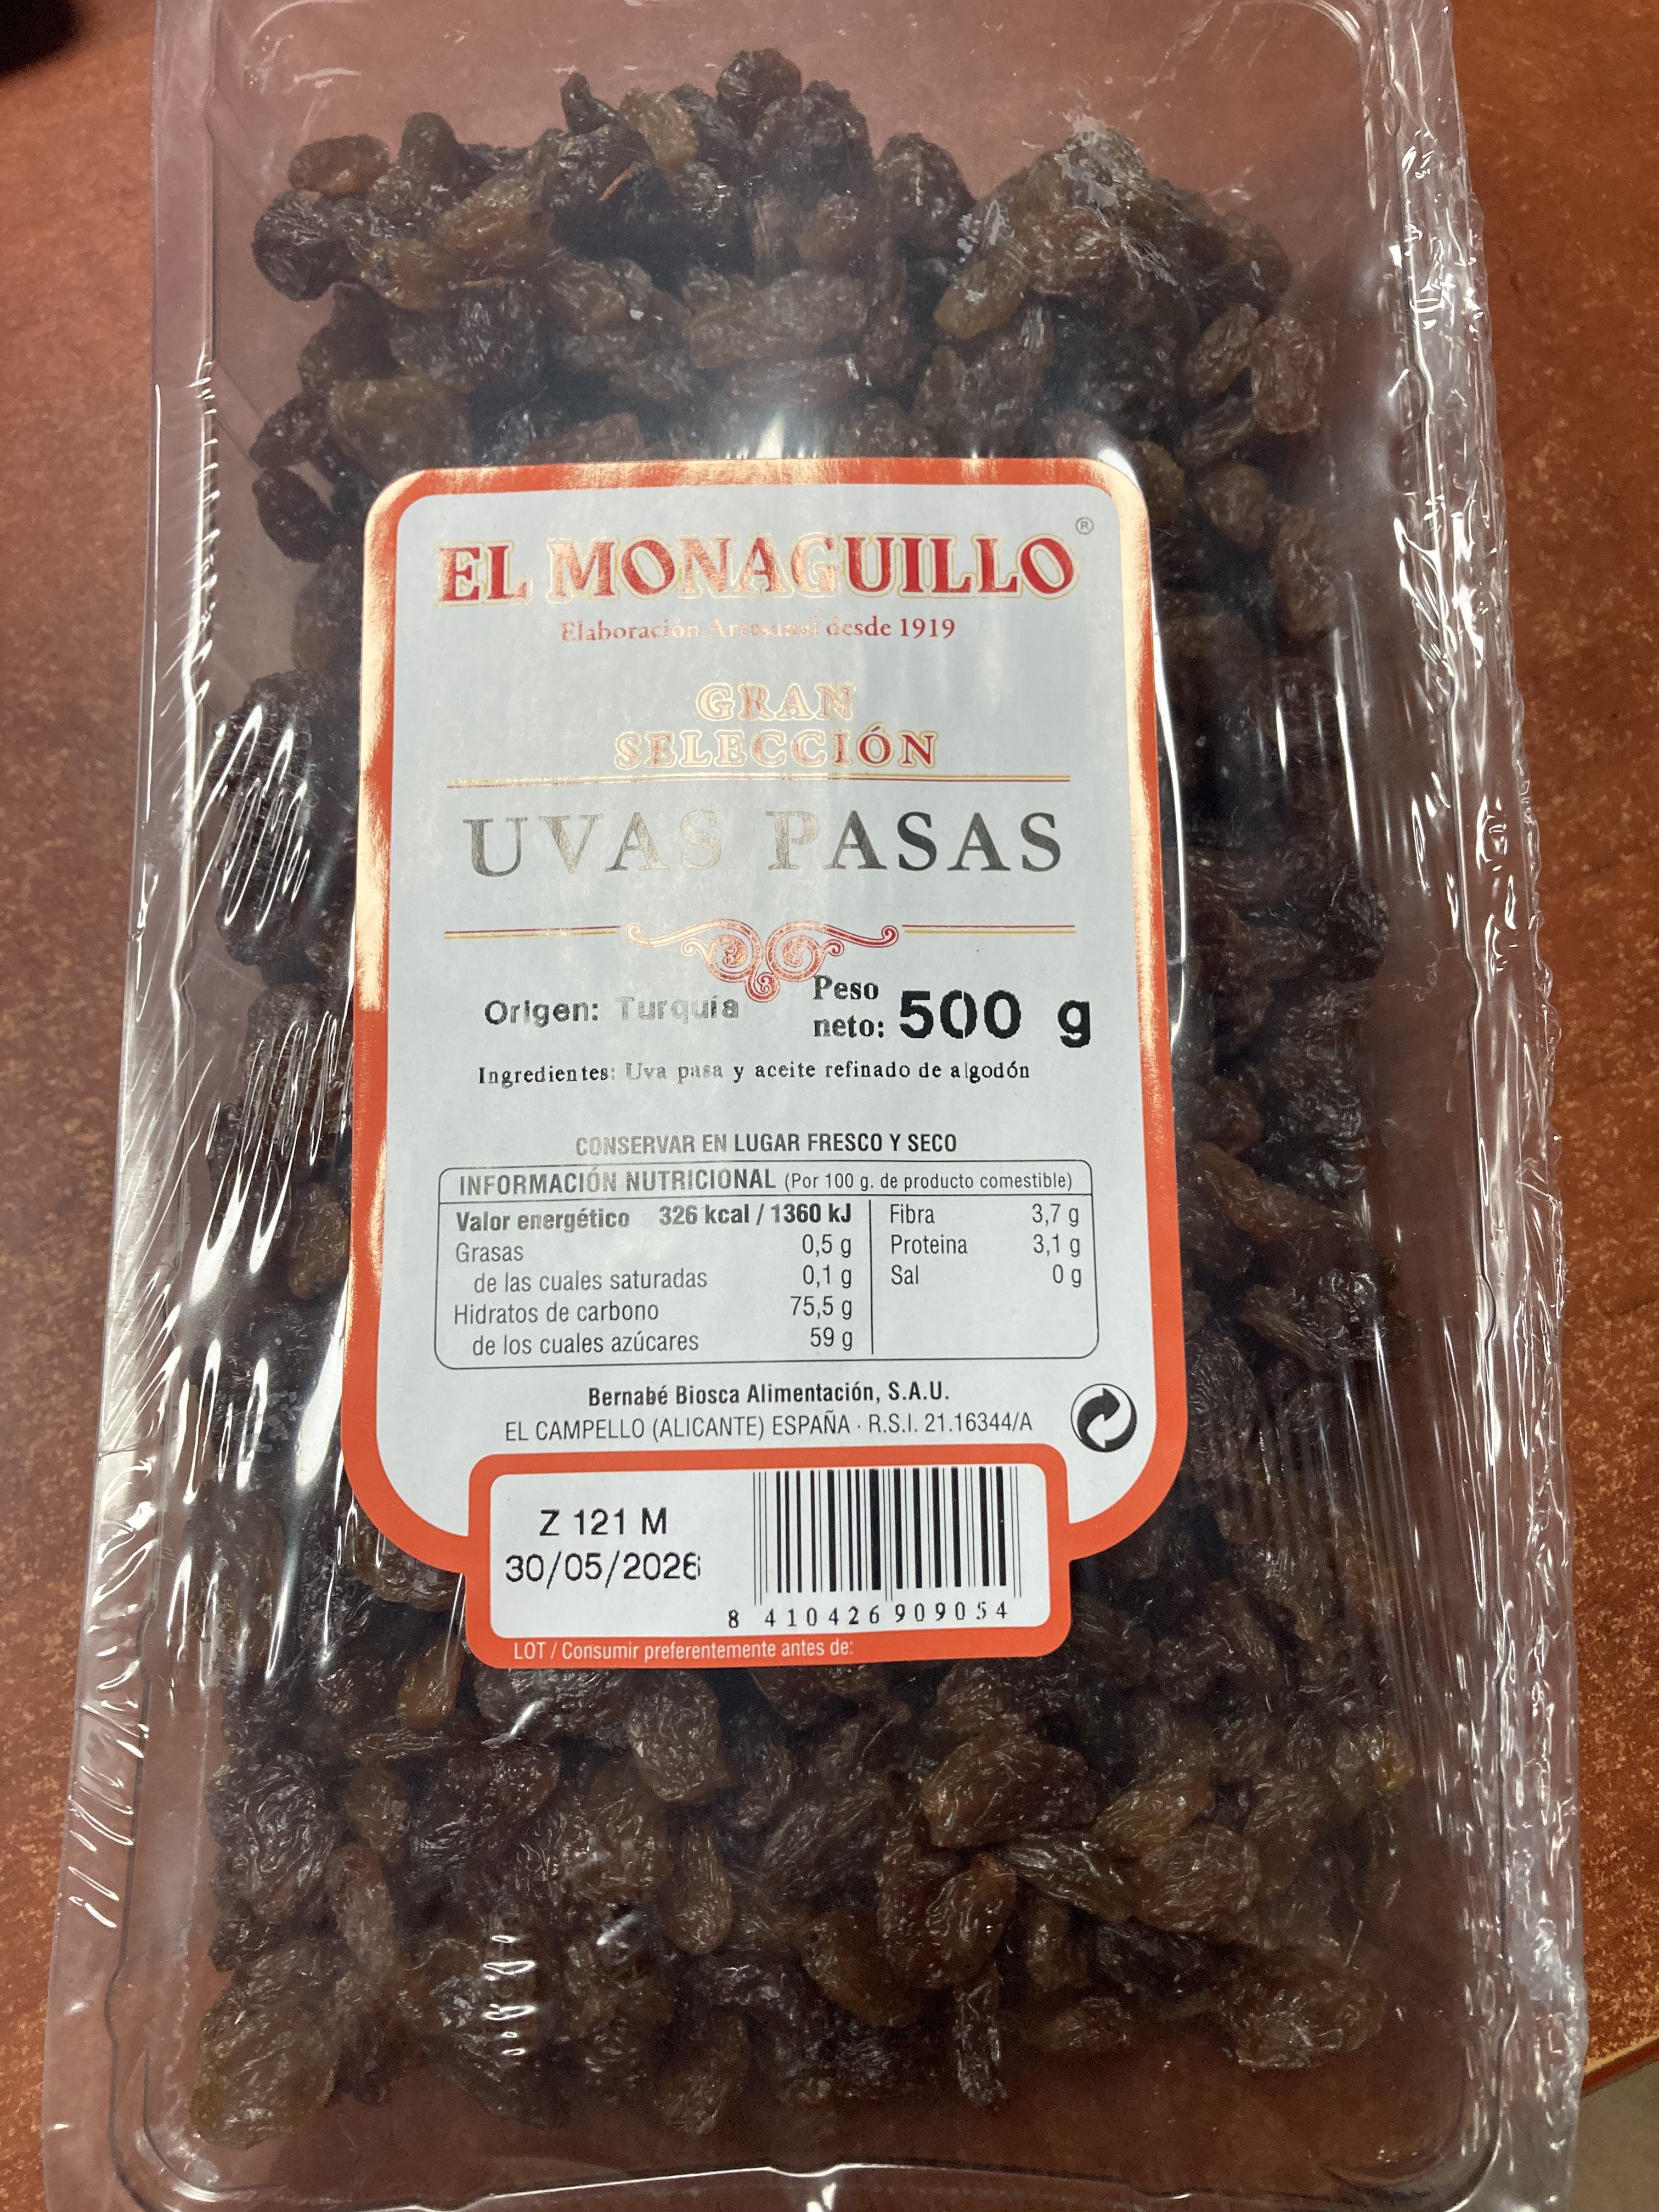 EL MONAGUILLO®
Elaboración Artesanal desde 1919
GRAN
SELECCIÓN
UVAS PASAS
Origen: Turquía
Peso
neto: 500 g
Ingredientes: Uva pasa y aceite refinado de algodón
CONSERVAR EN LUGAR FRESCO Y SECO
INFORMACIÓN NUTRICIONAL (Por 100 g. de producto comestible)
Valor energético 326 kcal / 1360 kJ
Grasas 0,5 g
de las cuales saturadas 0,1 g
Hidratos de carbono 75,5 g
de los cuales azúcares 59 g
Fibra 3,7 g
Proteina 3,1 g
Sal 0 g
Bernabé Biosca Alimentación, S.A.U.
EL CAMPELLO (ALICANTE) ESPAÑA · R.S.I. 21.16344/A
Z 121 M
30/05/2026
8 410426 909054
LOT / Consumir preferentemente antes de: